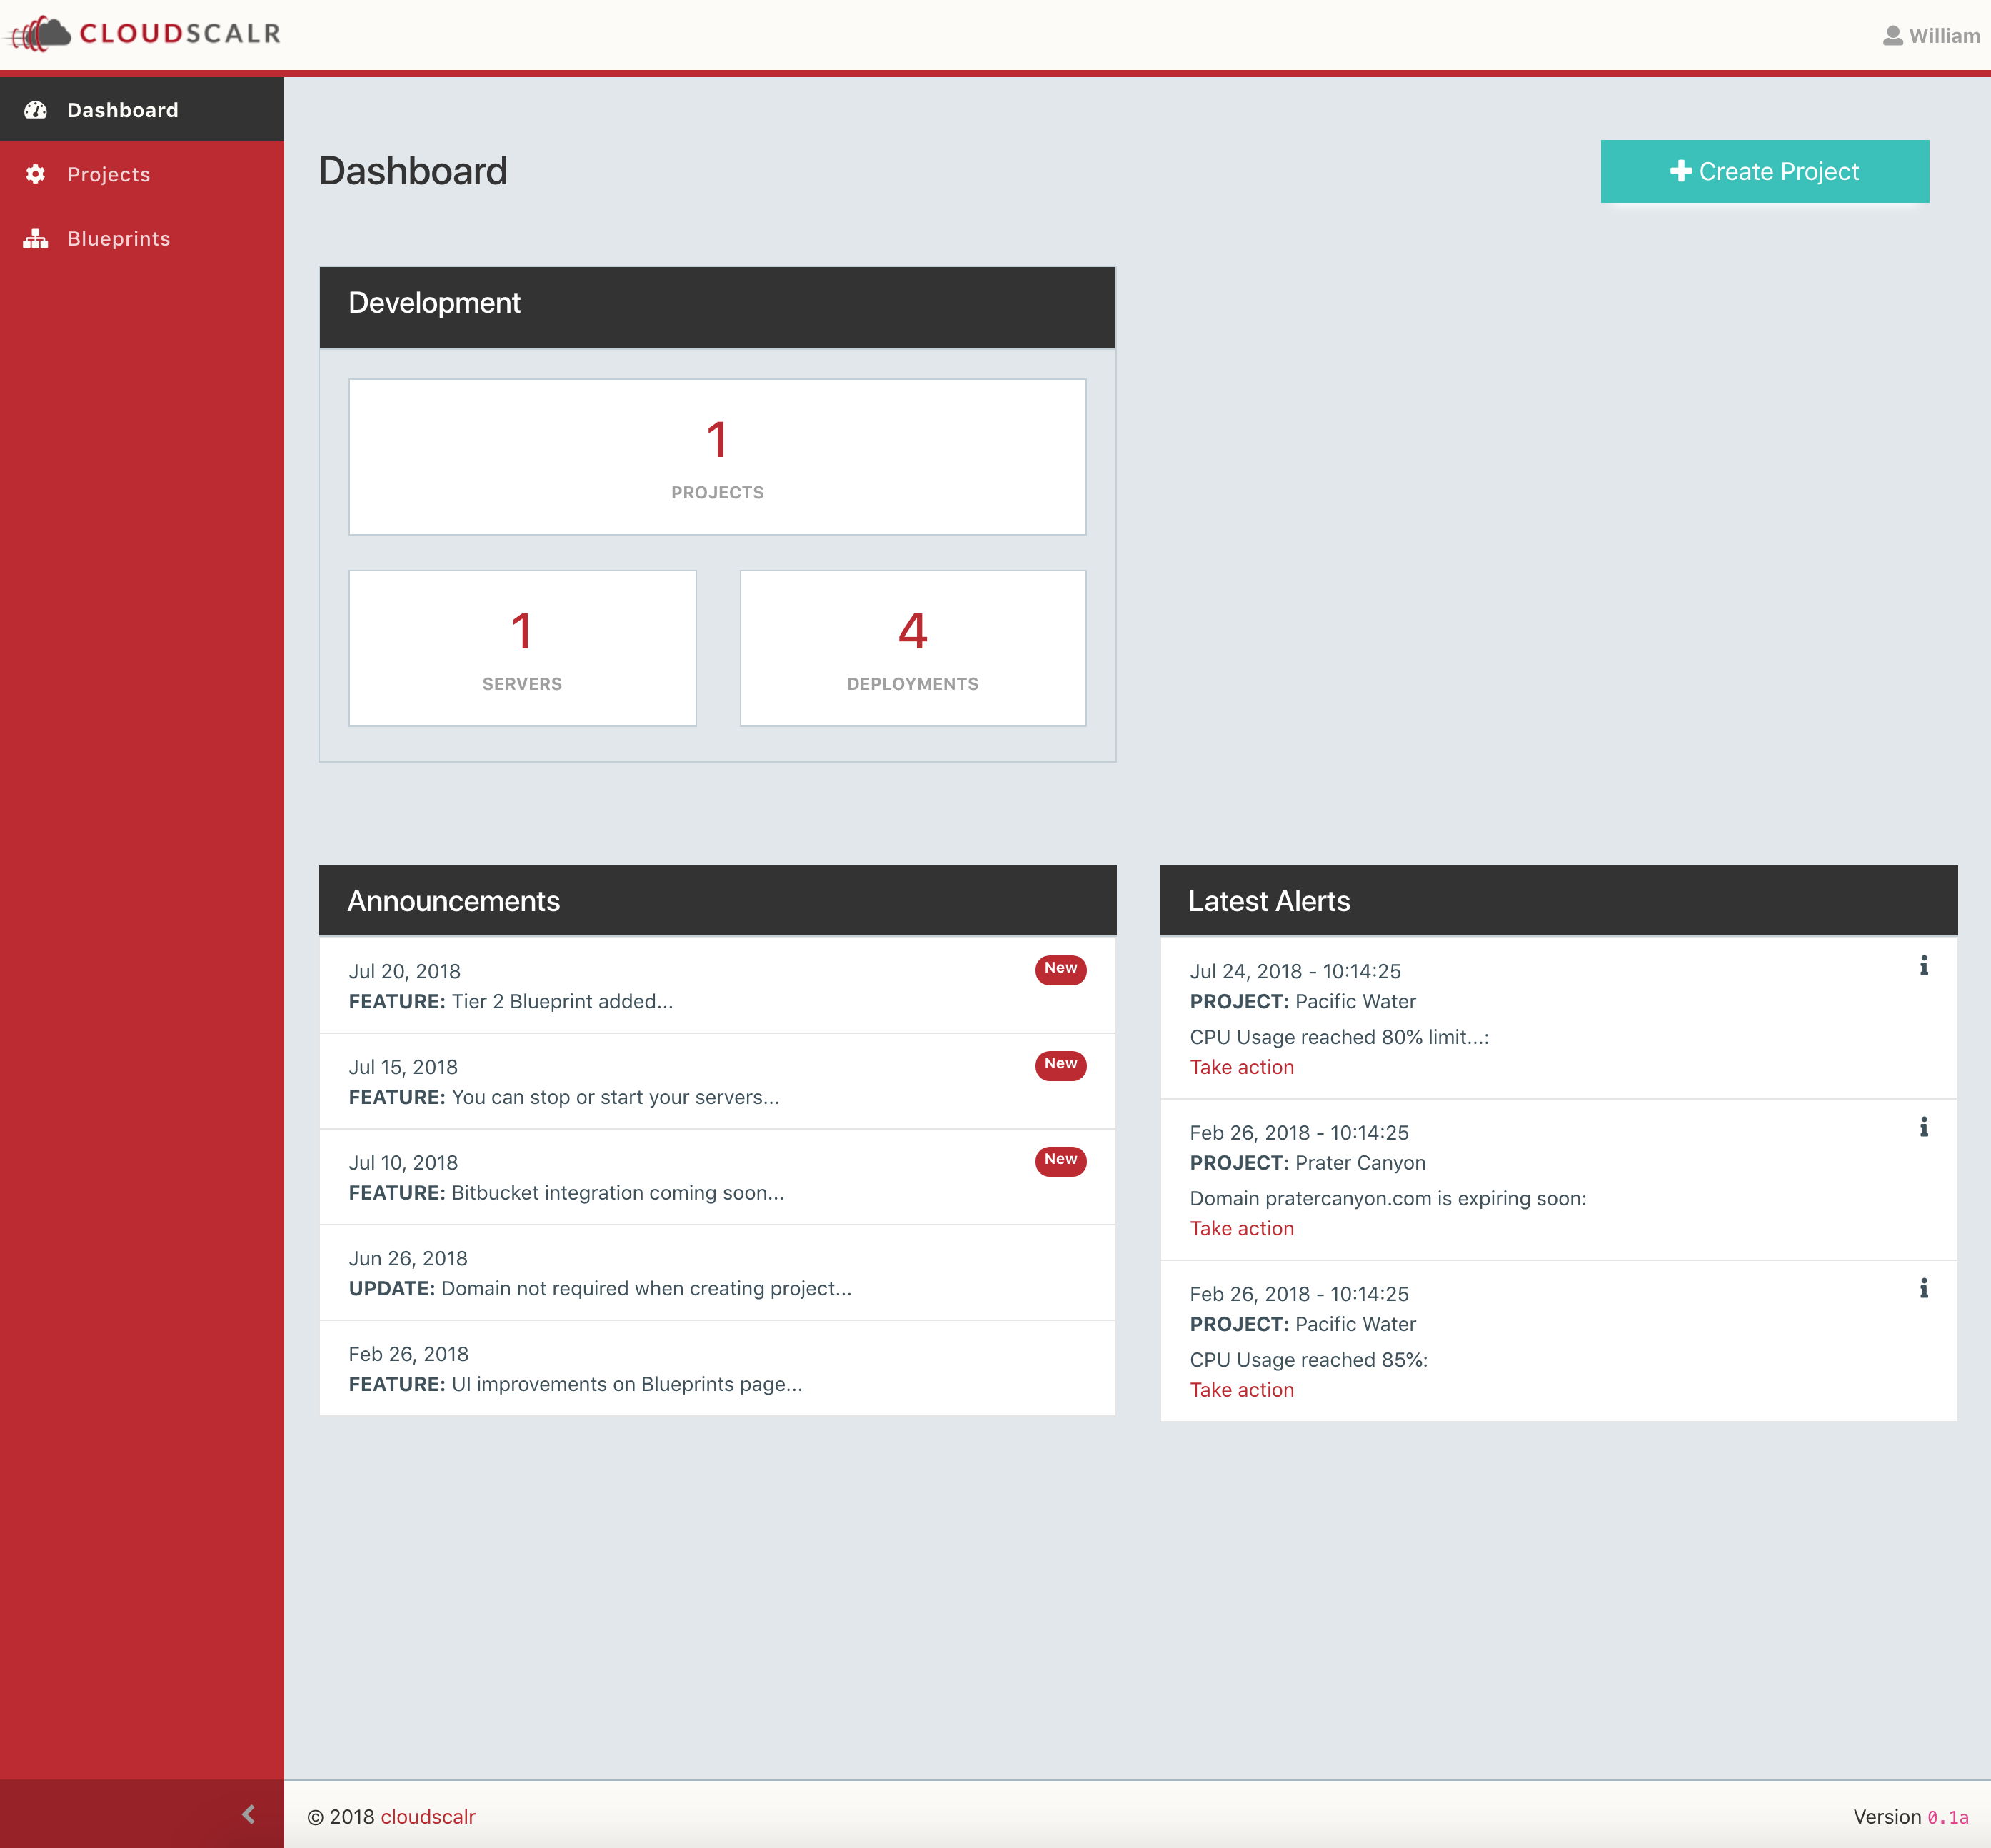 CLOUDSCALR
William
Dashboard
Projects
Blueprints
Dashboard
Create Project
Development
1
PROJECTS
1
SERVERS
4
DEPLOYMENTS
Announcements
Jul 20, 2018
New
FEATURE: Tier 2 Blueprint added...
Jul 15, 2018
New
FEATURE: You can stop or start your servers...
Jul 10, 2018
New
FEATURE: Bitbucket integration coming soon...
Jun 26, 2018
UPDATE: Domain not required when creating project...
Feb 26, 2018
FEATURE: UI improvements on Blueprints page...
Latest Alerts
Jul 24, 2018 - 10:14:25
PROJECT: Pacific Water
CPU Usage reached 80% limit...:
Take action
Feb 26, 2018 - 10:14:25
PROJECT: Prater Canyon
Domain pratercanyon.com is expiring soon:
Take action
Feb 26, 2018 - 10:14:25
PROJECT: Pacific Water
CPU Usage reached 85%:
Take action
© 2018 cloudscalr
Version 0.1a